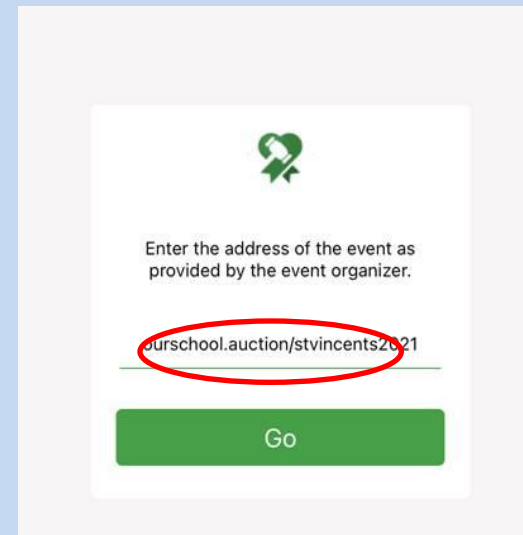 Enter the address of the event as
provided by the event organizer.
ourschool.auction/stvincents2021
Go